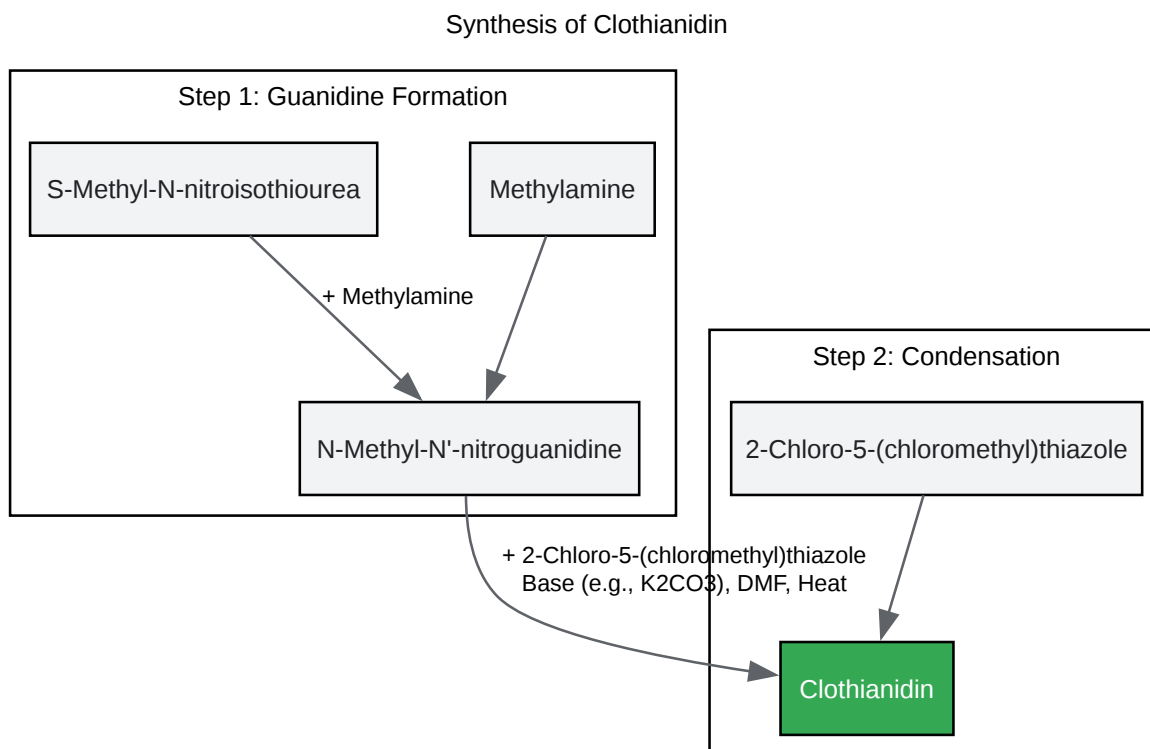 Synthesis of Clothianidin
Step 1: Guanidine Formation
S-Methyl-N-nitroisothiourea
Methylamine
+ Methylamine
N-Methyl-N'-nitroguanidine
Step 2: Condensation
2-Chloro-5-(chloromethyl)thiazole
+ 2-Chloro-5-(chloromethyl)thiazole
Base (e.g., K2CO3), DMF, Heat
Clothianidin